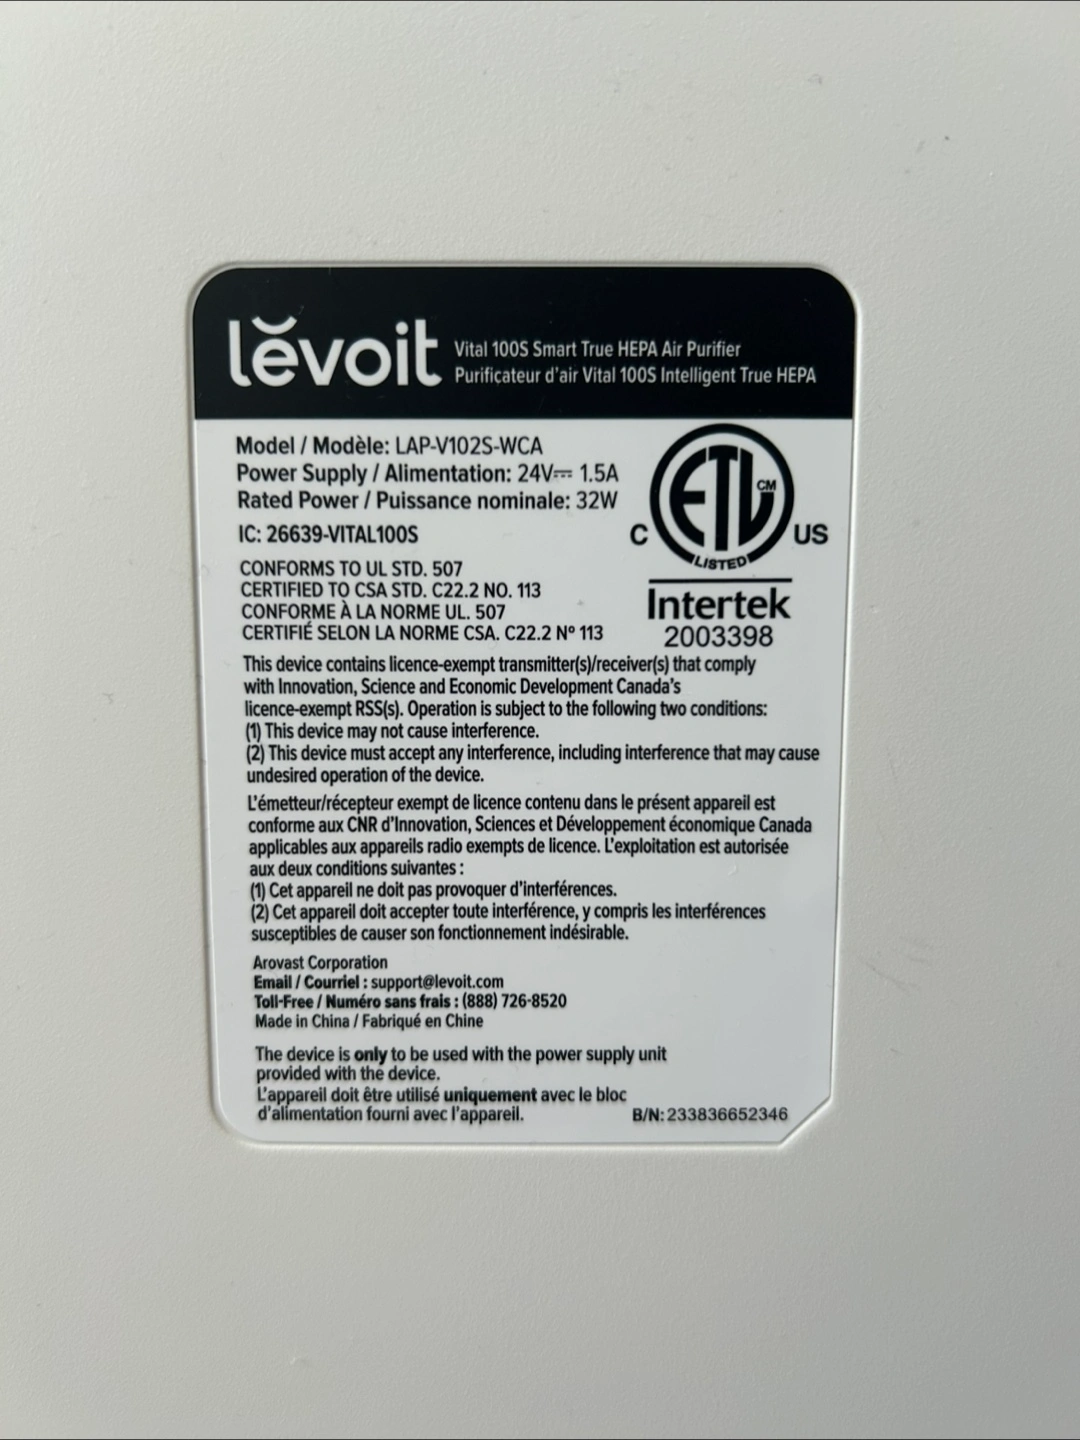 lĕvoit
Vital 100S Smart True HEPA Air Purifier
Purificateur d'air Vital 100S Intelligent True HEPA
Model / Modèle: LAP-V102S-WCA
Power Supply / Alimentation: 24V⎓ 1.5A
Rated Power / Puissance nominale: 32W
IC: 26639-VITAL100S
CONFORMS TO UL STD. 507
CERTIFIED TO CSA STD. C22.2 NO. 113
CONFORME À LA NORME UL. 507
CERTIFIÉ SELON LA NORME CSA. C22.2 Nº 113
ETL CM
C US
LISTED
Intertek
2003398
This device contains licence-exempt transmitter(s)/receiver(s) that comply
with Innovation, Science and Economic Development Canada's
licence-exempt RSS(s). Operation is subject to the following two conditions:
(1) This device may not cause interference.
(2) This device must accept any interference, including interference that may cause
undesired operation of the device.
L'émetteur/récepteur exempt de licence contenu dans le présent appareil est
conforme aux CNR d'Innovation, Sciences et Développement économique Canada
applicables aux appareils radio exempts de licence. L'exploitation est autorisée
aux deux conditions suivantes :
(1) Cet appareil ne doit pas provoquer d'interférences.
(2) Cet appareil doit accepter toute interférence, y compris les interférences
susceptibles de causer son fonctionnement indésirable.
Arovast Corporation
Email / Courriel : support@levoit.com
Toll-Free / Numéro sans frais : (888) 726-8520
Made in China / Fabriqué en Chine
The device is only to be used with the power supply unit
provided with the device.
L'appareil doit être utilisé uniquement avec le bloc
d'alimentation fourni avec l'appareil.
B/N: 233836652346